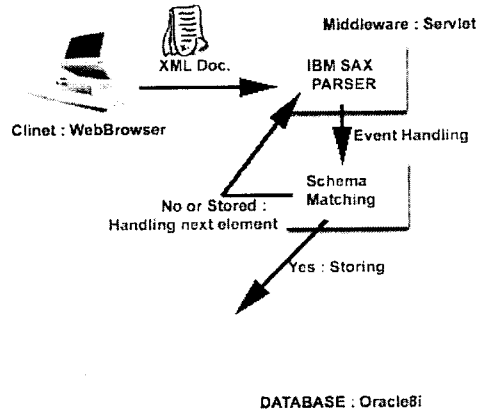 Middleware : Servlet
XML Doc.
IBM SAX
PARSER
Clinet : WebBrowser
Event Handling
Schema
Matching
No or Stored :
Handling next element
Yes : Storing
DATABASE : Oracle8i